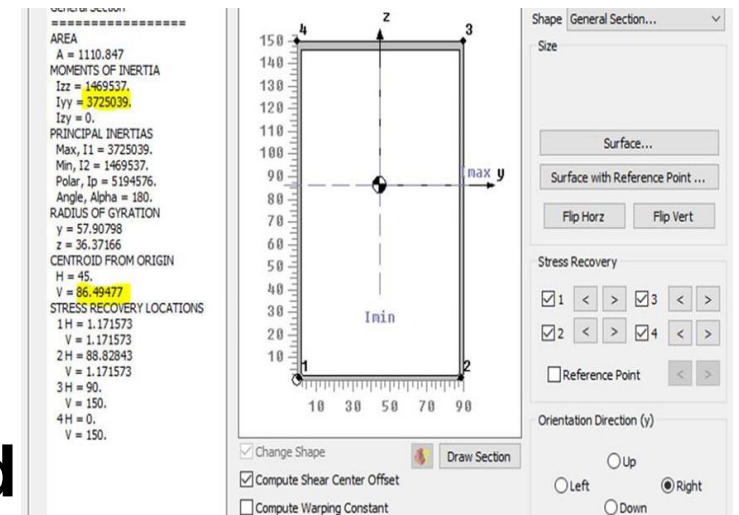 General Section
=================
AREA
A = 1110.847
MOMENTS OF INERTIA
Izz = 1469537.
Iyy = 3725039.
Izy = 0.
PRINCIPAL INERTIAS
Max, I1 = 3725039.
Min, I2 = 1469537.
Polar, Ip = 5194576.
Angle, Alpha = 180.
RADIUS OF GYRATION
y = 57.90798
z = 36.37166
CENTROID FROM ORIGIN
H = 45.
V = 86.49477
STRESS RECOVERY LOCATIONS
1 H = 1.171573
V = 1.171573
2 H = 88.82843
V = 1.171573
3 H = 90.
V = 150.
4 H = 0.
V = 150.
d
z
4
3
150
140
130
120
110
100
90
80
70
60
50
40
30
20
10
Imax y
Imin
1
2
10 30 50 70 90
Change Shape
Draw Section
Compute Shear Center Offset
Compute Warping Constant
Shape General Section...
Size
Surface...
Surface with Reference Point ...
Flip Horz Flip Vert
Stress Recovery
1 < > 3 < >
2 < > 4 < >
Reference Point < >
Orientation Direction (y)
Up
Left Right
Down